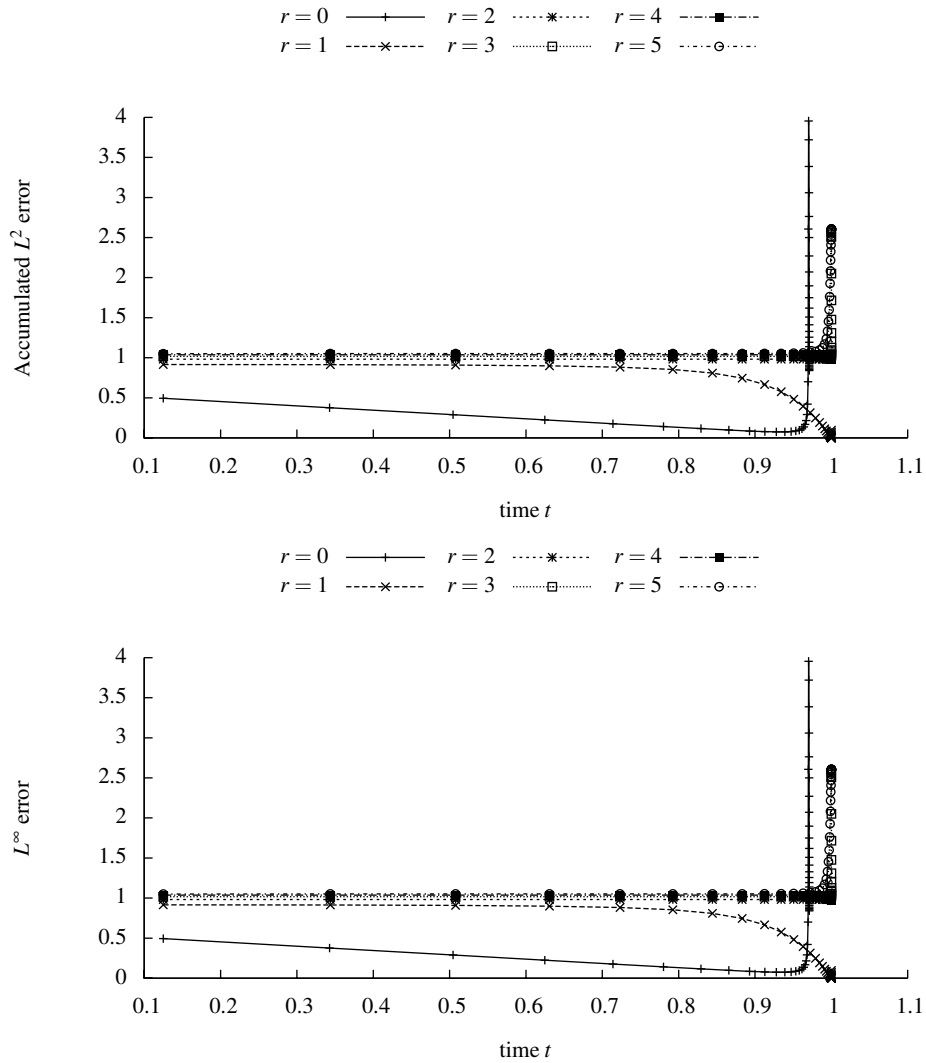 r = 0 r = 2 r = 4
r = 1 r = 3 r = 5
4
3.5
3
2.5
2
1.5
1
0.5
0
Accumulated L² error
0.1 0.2 0.3 0.4 0.5 0.6 0.7 0.8 0.9 1 1.1
time t
r = 0 r = 2 r = 4
r = 1 r = 3 r = 5
4
3.5
3
2.5
2
1.5
1
0.5
0
L∞ error
0.1 0.2 0.3 0.4 0.5 0.6 0.7 0.8 0.9 1 1.1
time t